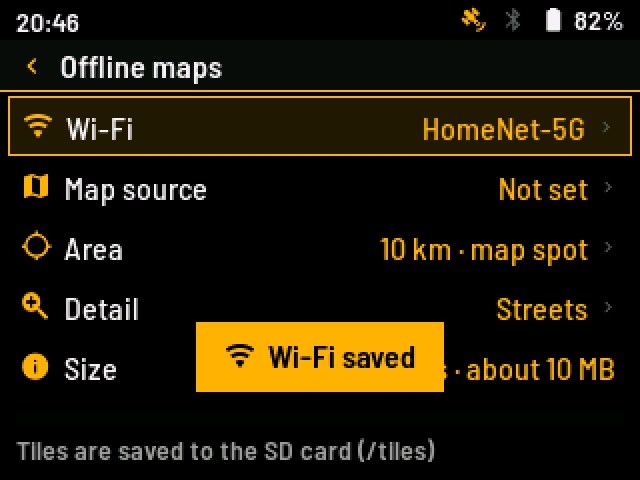 20:46 82%
Offline maps
Wi-Fi HomeNet-5G
Map source Not set
Area 10 km · map spot
Detail Streets
Wi-Fi saved
Size · about 10 MB
Tiles are saved to the SD card (/tiles)